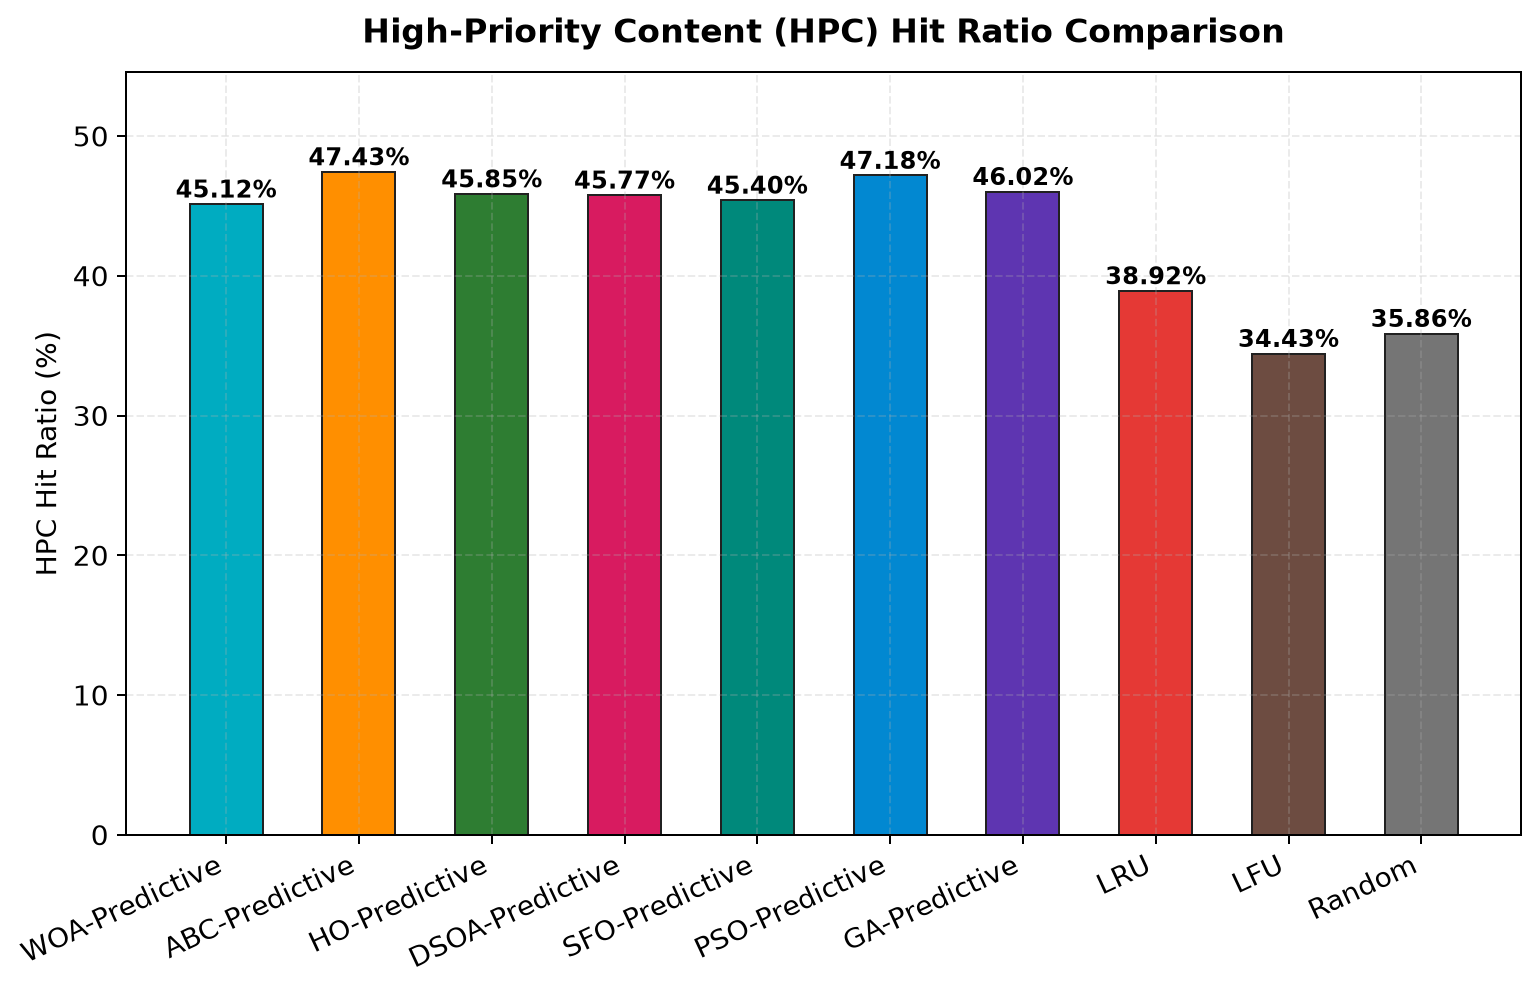 High-Priority Content (HPC) Hit Ratio Comparison
HPC Hit Ratio (%)
50
40
30
20
10
0
45.12%
47.43%
45.85%
45.77%
45.40%
47.18%
46.02%
38.92%
34.43%
35.86%
WOA-Predictive
ABC-Predictive
HO-Predictive
DSOA-Predictive
SFO-Predictive
PSO-Predictive
GA-Predictive
LRU
LFU
Random